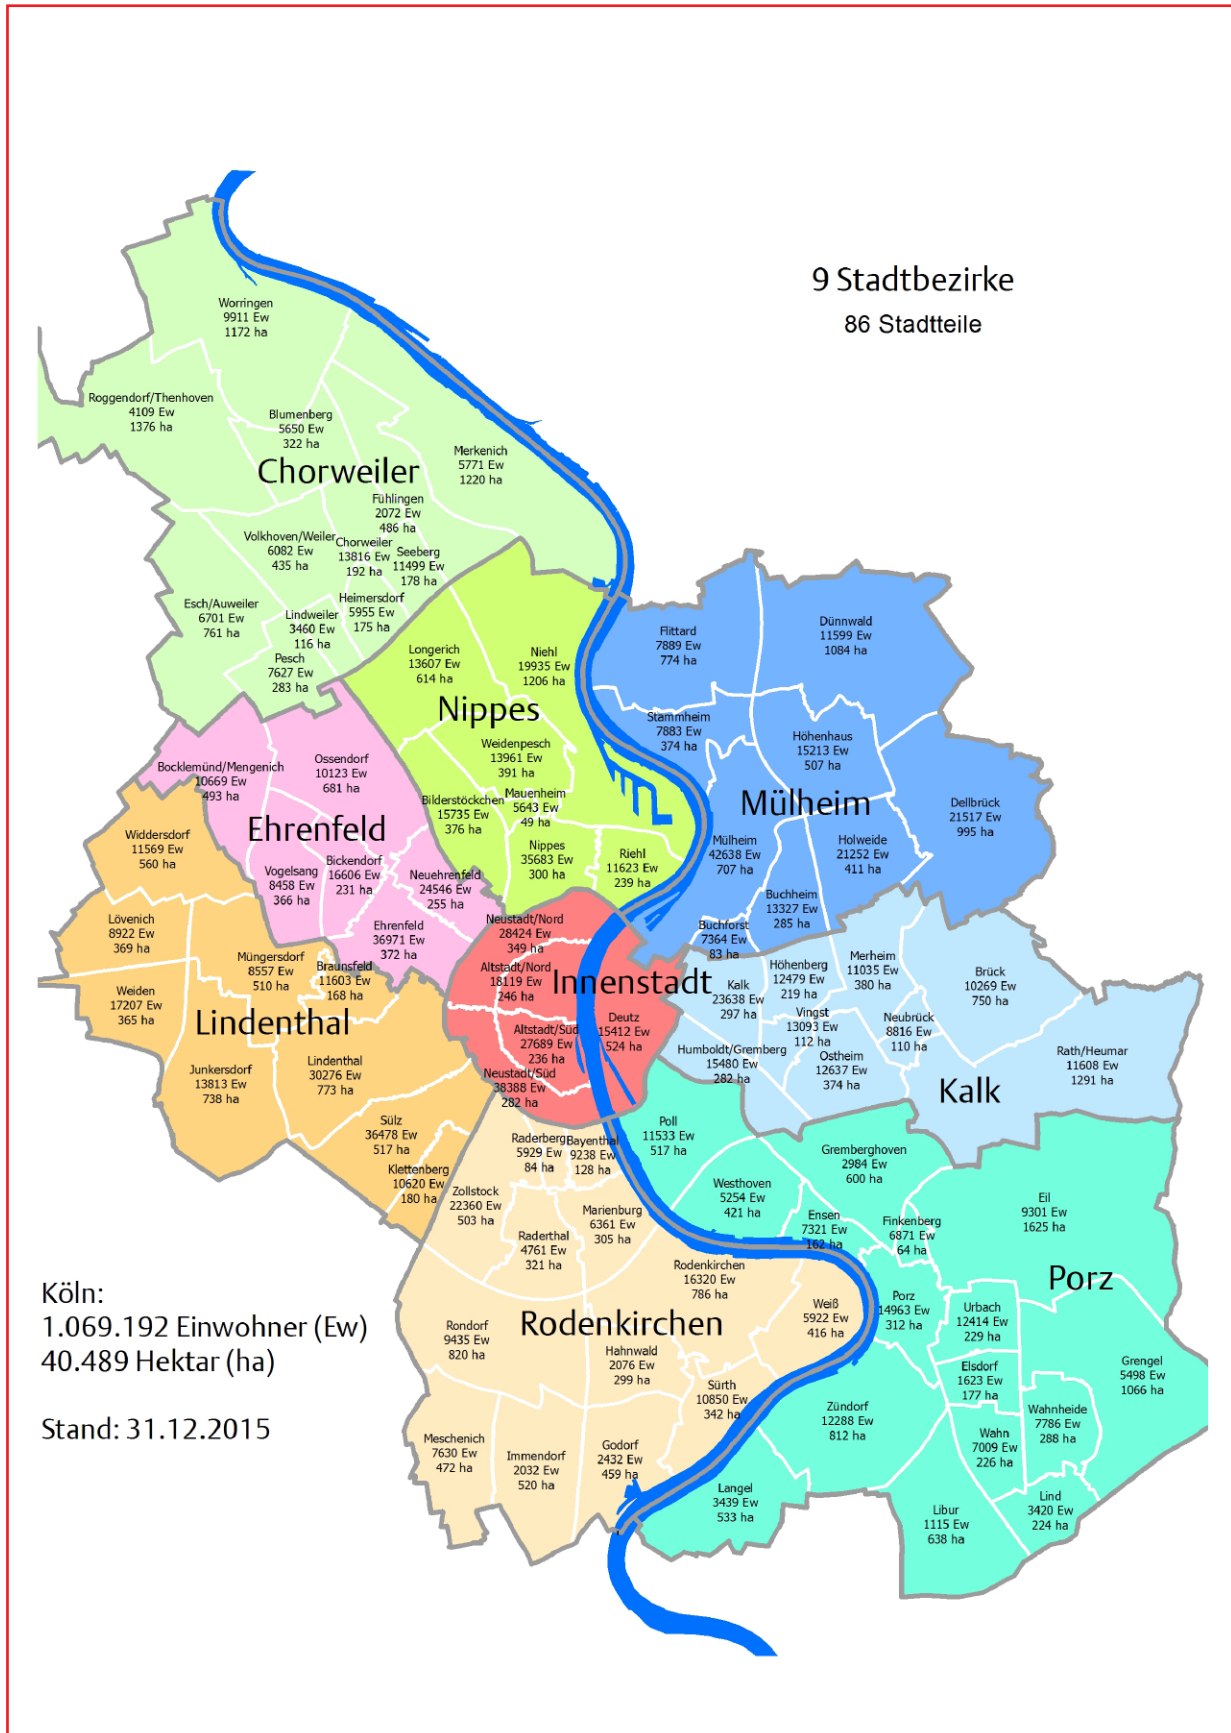 9 Stadtbezirke
86 Stadtteile
Worringen
9911 Ew
1172 ha
Roggendorf/Thenhoven
4109 Ew
1376 ha
Blumenberg
5650 Ew
322 ha
Merkenich
5771 Ew
1220 ha
Chorweiler
Fühlingen
2072 Ew
486 ha
Volkhoven/Weiler
6082 Ew
435 ha
Chorweiler
13816 Ew
192 ha
Seeberg
11499 Ew
178 ha
Esch/Auweiler
6701 Ew
761 ha
Lindweiler
3460 Ew
116 ha
Heimersdorf
5955 Ew
175 ha
Pesch
7627 Ew
283 ha
Longerich
13607 Ew
614 ha
Niehl
19935 Ew
1206 ha
Nippes
Weidenpesch
13961 Ew
391 ha
Mauenheim
5643 Ew
49 ha
Bilderstöckchen
15735 Ew
376 ha
Nippes
35683 Ew
300 ha
Riehl
11623 Ew
239 ha
Flittard
7889 Ew
774 ha
Dünnwald
11599 Ew
1084 ha
Stammheim
7883 Ew
374 ha
Höhenhaus
15213 Ew
507 ha
Mülheim
Dellbrück
21517 Ew
995 ha
Mülheim
42638 Ew
707 ha
Holweide
21252 Ew
411 ha
Buchheim
13327 Ew
285 ha
Buchforst
7364 Ew
83 ha
Bocklemünd/Mengenich
10669 Ew
493 ha
Ossendorf
10123 Ew
681 ha
Ehrenfeld
Vogelsang
8458 Ew
366 ha
Bickendorf
16606 Ew
231 ha
Neuehrenfeld
24546 Ew
255 ha
Ehrenfeld
36971 Ew
372 ha
Widdersdorf
11569 Ew
560 ha
Lövenich
8922 Ew
369 ha
Müngersdorf
8557 Ew
510 ha
Braunsfeld
11603 Ew
168 ha
Weiden
17207 Ew
365 ha
Lindenthal
Junkersdorf
13813 Ew
738 ha
Lindenthal
30276 Ew
773 ha
Sülz
36478 Ew
517 ha
Klettenberg
10620 Ew
180 ha
Neustadt/Nord
28424 Ew
349 ha
Altstadt/Nord
18119 Ew
246 ha
Innenstadt
Altstadt/Süd
27689 Ew
236 ha
Deutz
15412 Ew
524 ha
Neustadt/Süd
38388 Ew
282 ha
Kalk
23638 Ew
297 ha
Höhenberg
12479 Ew
219 ha
Merheim
11035 Ew
380 ha
Brück
10269 Ew
750 ha
Vingst
13093 Ew
112 ha
Neubrück
8816 Ew
110 ha
Humboldt/Gremberg
15480 Ew
282 ha
Ostheim
12637 Ew
374 ha
Rath/Heumar
11608 Ew
1291 ha
Kalk
Poll
11533 Ew
517 ha
Gremberghoven
2984 Ew
600 ha
Westhoven
5254 Ew
421 ha
Ensen
7321 Ew
162 ha
Finkenberg
6871 Ew
64 ha
Eil
9301 Ew
1625 ha
Porz
Porz
14963 Ew
312 ha
Urbach
12414 Ew
229 ha
Elsdorf
1623 Ew
177 ha
Grengel
5498 Ew
1066 ha
Zündorf
12288 Ew
812 ha
Wahnheide
7786 Ew
288 ha
Wahn
7009 Ew
226 ha
Langel
3439 Ew
533 ha
Libur
1115 Ew
638 ha
Lind
3420 Ew
224 ha
Raderberg
5929 Ew
84 ha
Bayenthal
9238 Ew
128 ha
Zollstock
22360 Ew
503 ha
Marienburg
6361 Ew
305 ha
Raderthal
4761 Ew
321 ha
Rodenkirchen
16320 Ew
786 ha
Weiß
5922 Ew
416 ha
Rodenkirchen
Rondorf
9435 Ew
820 ha
Hahnwald
2076 Ew
299 ha
Sürth
10850 Ew
342 ha
Meschenich
7630 Ew
472 ha
Immendorf
2032 Ew
520 ha
Godorf
2432 Ew
459 ha
Köln:
1.069.192 Einwohner (Ew)
40.489 Hektar (ha)
Stand: 31.12.2015